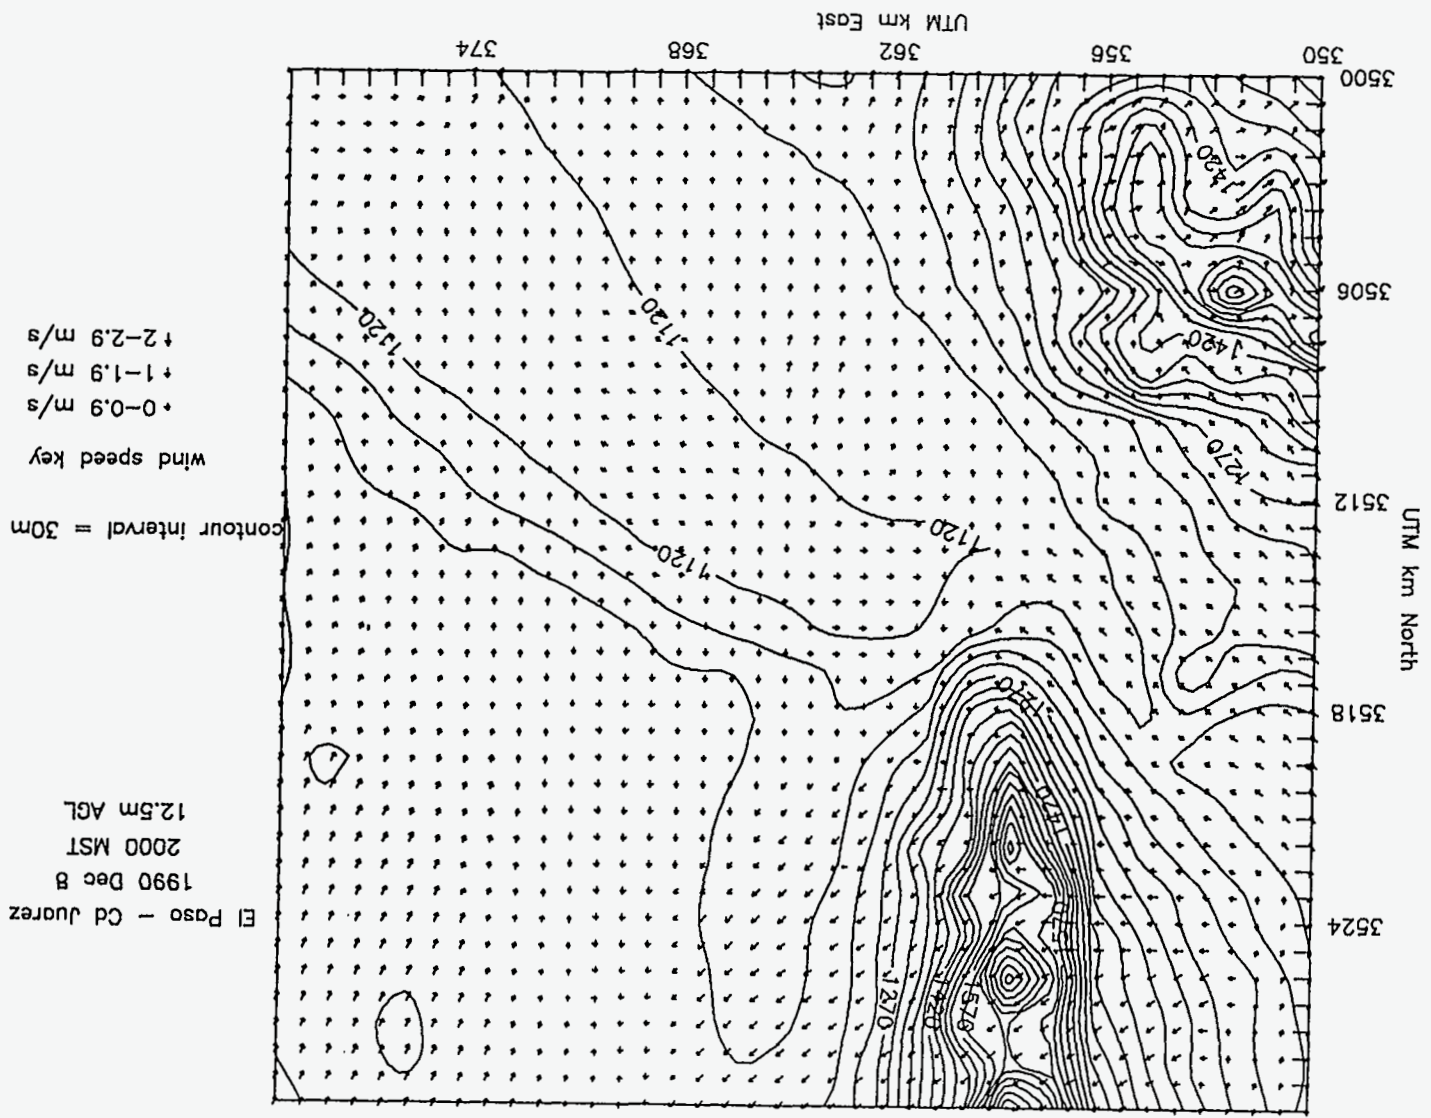 El Paso – Cd Juarez
1990 Dec 8
2000 MST
12.5m AGL
contour interval = 30m
wind speed key
0–0.9 m/s
1–1.9 m/s
2–2.9 m/s
UTM km North
3524
3518
3512
3506
3500
350
356
362
368
374
UTM km East
1570
1420
1270
1420
1270
1120
1120
1270
1420
1120
1120
1420